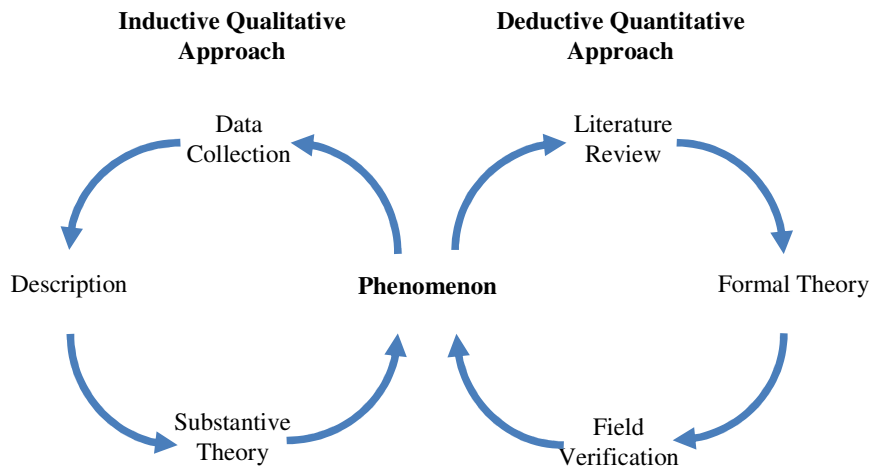 Inductive Qualitative
Approach
Deductive Quantitative
Approach
Data
Collection
Literature
Review
Description
Phenomenon
Formal Theory
Substantive
Theory
Field
Verification